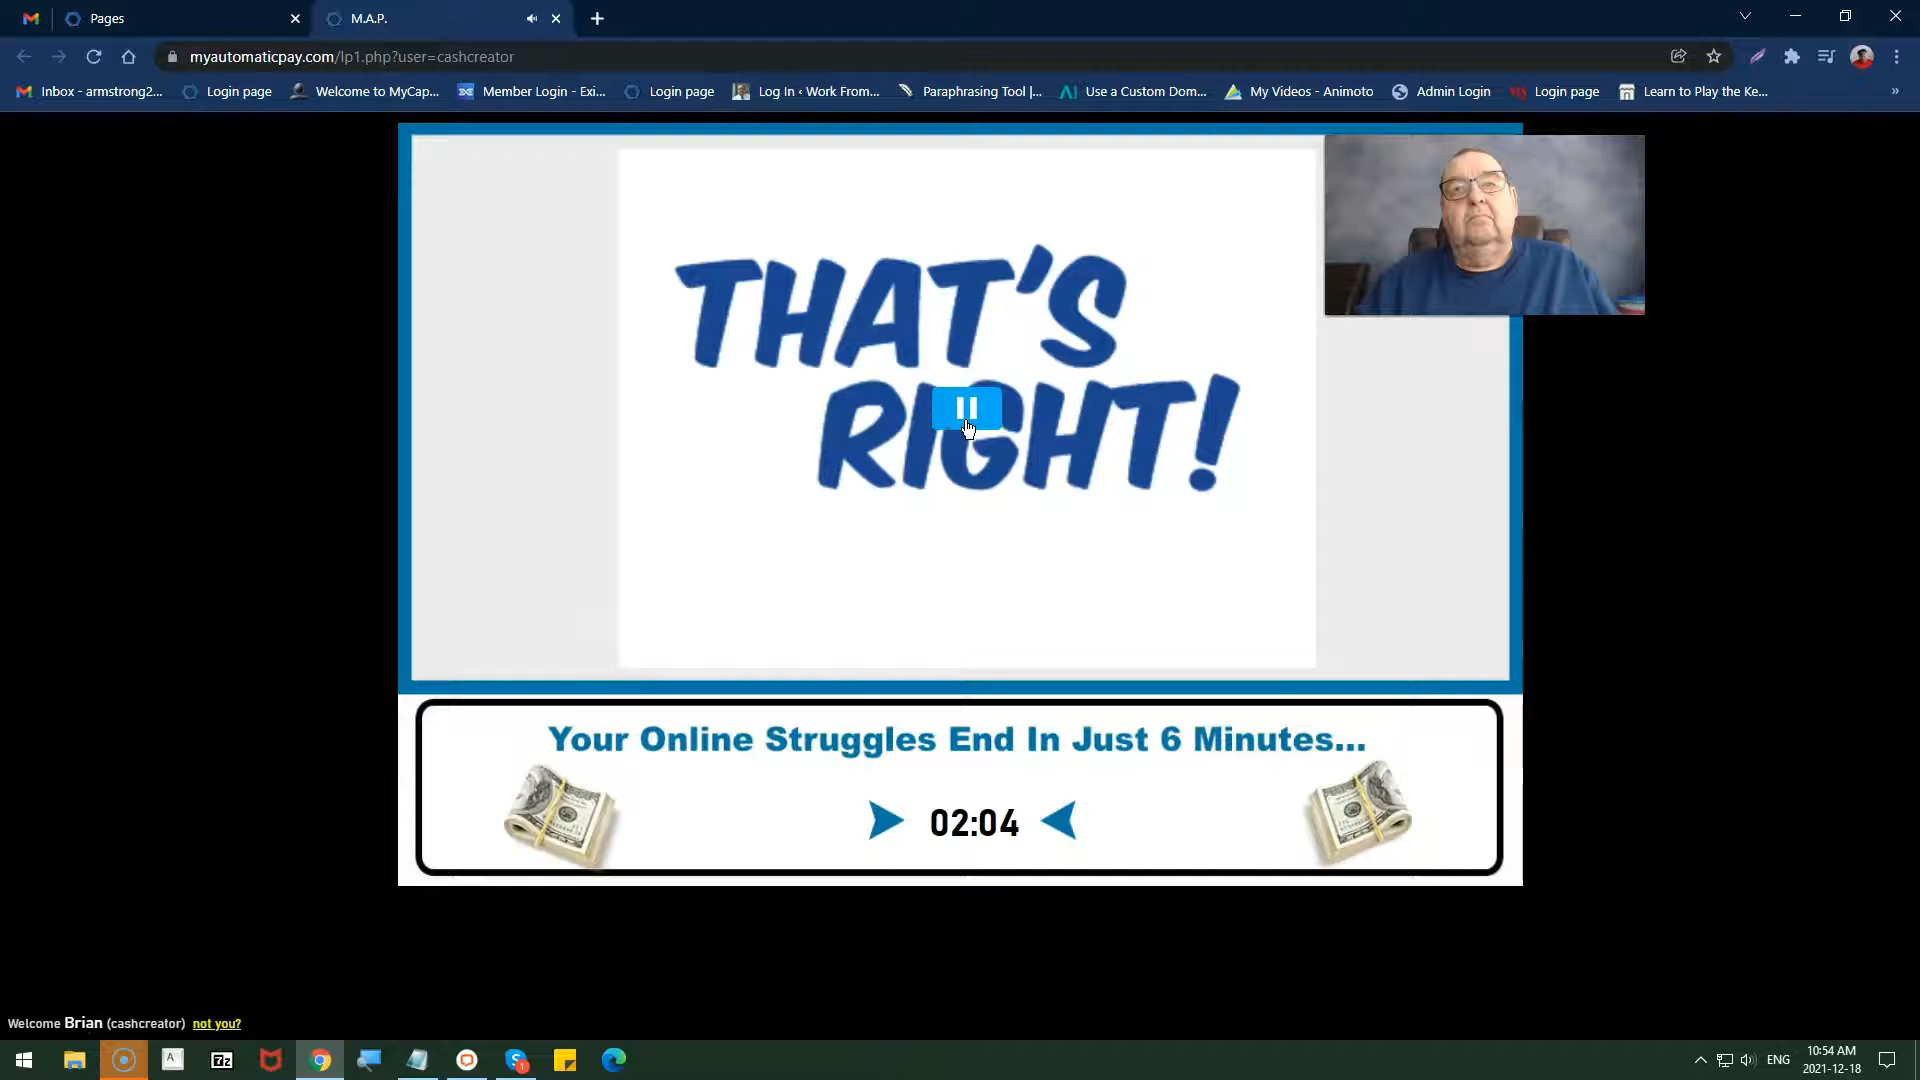 Pages
M.A.P.
myautomaticpay.com/lp1.php?user=cashcreator
Inbox - armstrong2...
Login page
Welcome to MyCap...
Member Login - Exi...
Login page
Log In ‹ Work From...
Paraphrasing Tool |...
Use a Custom Dom...
My Videos - Animoto
Admin Login
Login page
Learn to Play the Ke...
»
THAT'S
RIGHT!
Your Online Struggles End In Just 6 Minutes...
02:04
Welcome Brian (cashcreator) not you?
A
7z
S
1
ENG
10:54 AM
2021-12-18